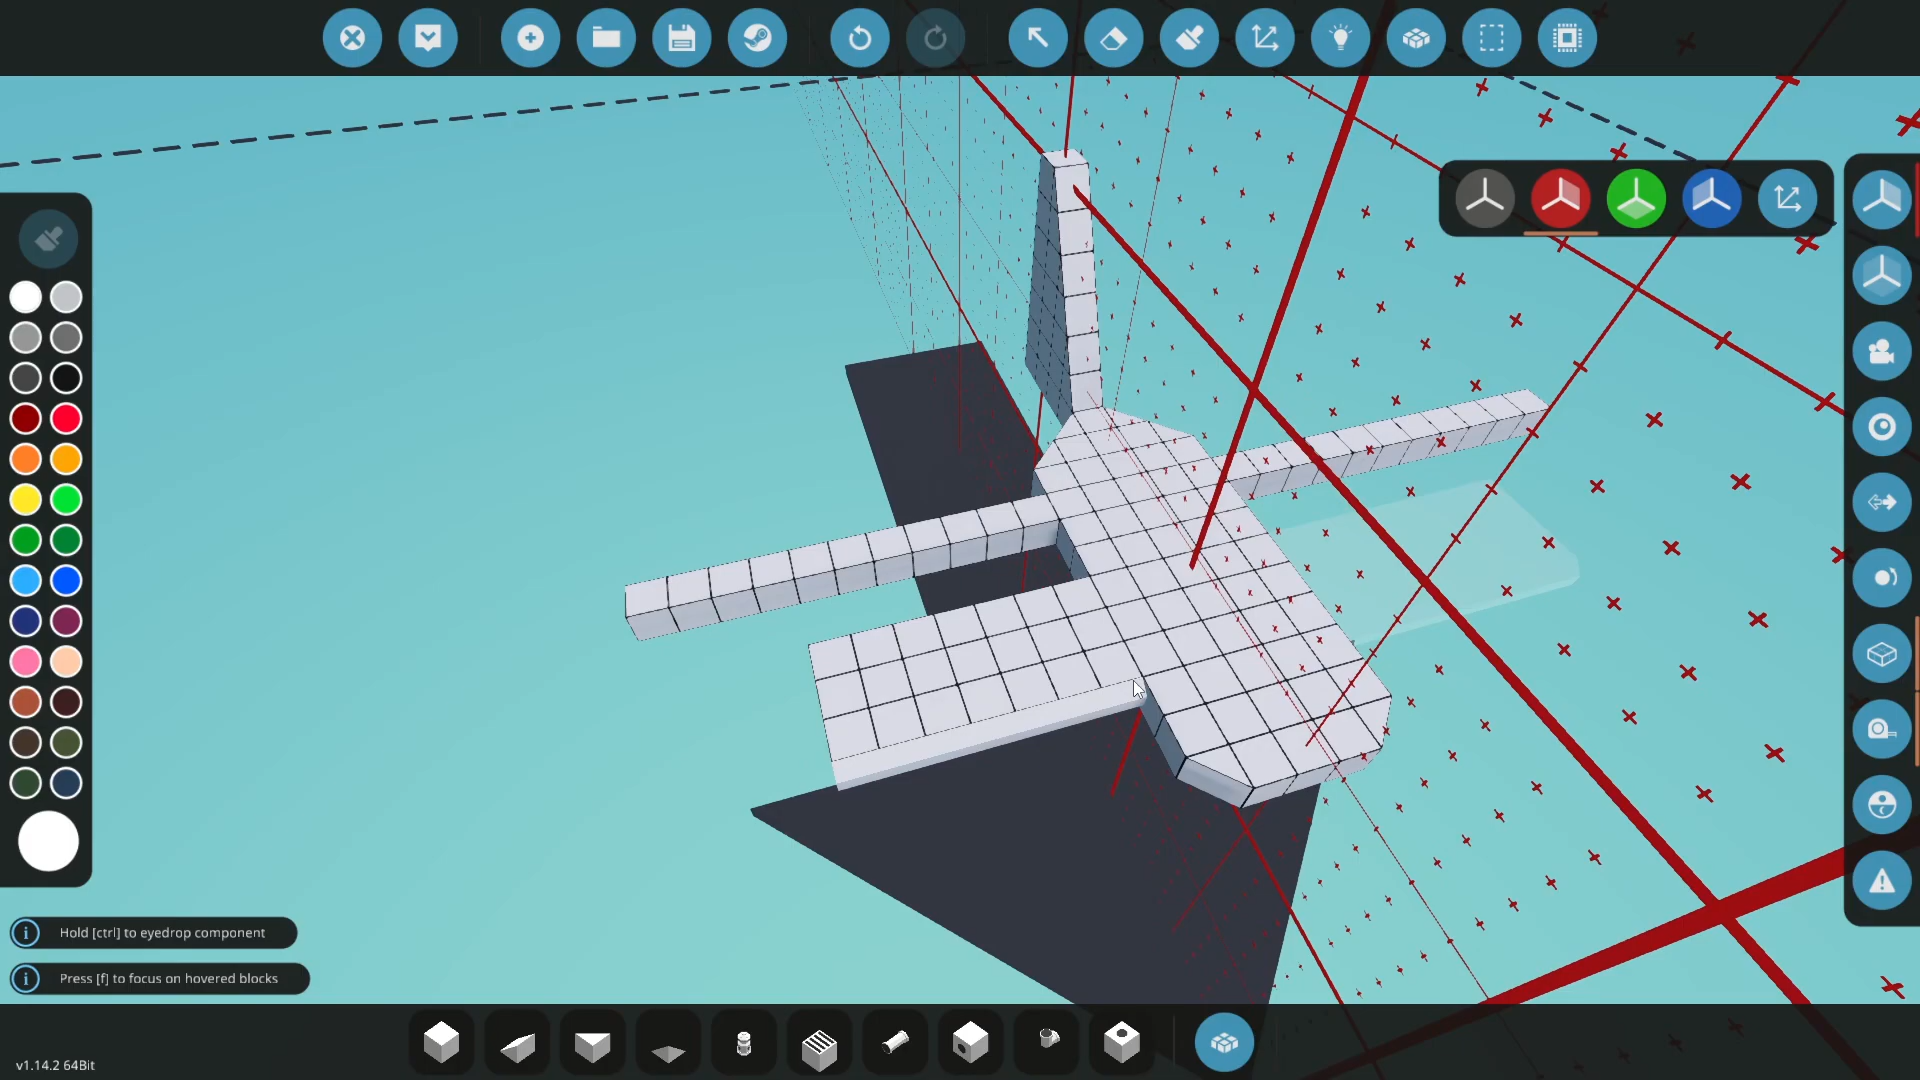 Hold [ctrl] to eyedrop component
Press [f] to focus on hovered blocks
v1.14.2 64Bit